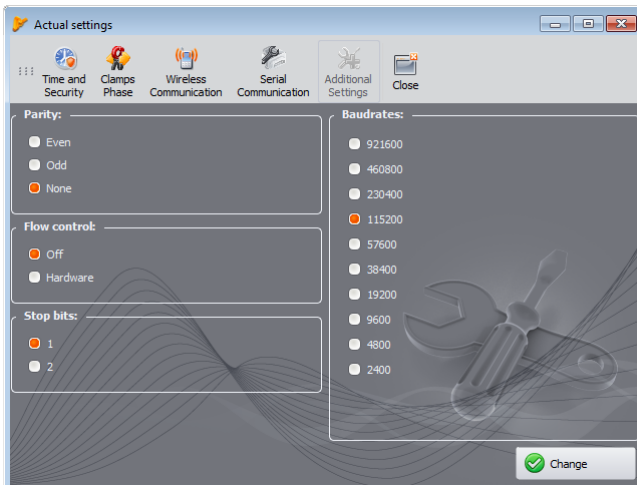 Actual settings
Time and
Security
Clamps
Phase
Wireless
Communication
Serial
Communication
Additional
Settings
Close
Parity:
Even
Odd
None
Flow control:
Off
Hardware
Stop bits:
1
2
Baudrates:
921600
460800
230400
115200
57600
38400
19200
9600
4800
2400
Change